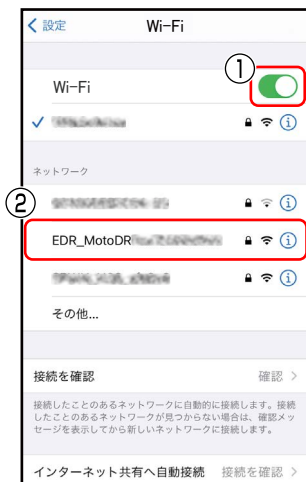 設定
Wi-Fi
①
Wi-Fi
ネットワーク
②
EDR_MotoDR
その他...
接続を確認
確認
接続したことのあるネットワークに自動的に接続します。接続
したことのあるネットワークが見つからない場合は、確認メッ
セージを表示してから新しいネットワークに接続します。
インターネット共有へ自動接続 接続を確認